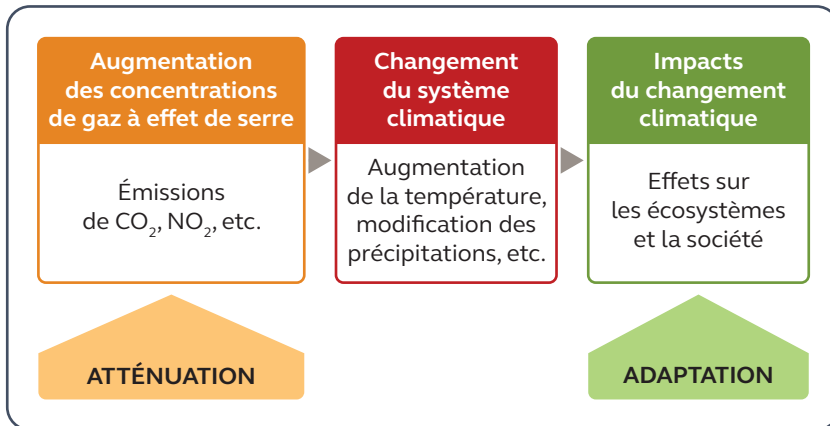 Augmentation
des concentrations
de gaz à effet de serre
Émissions
de CO₂, NO₂, etc.
Changement
du système
climatique
Augmentation
de la température,
modification des
précipitations, etc.
Impacts
du changement
climatique
Effets sur
les écosystèmes
et la société
ATTÉNUATION
ADAPTATION